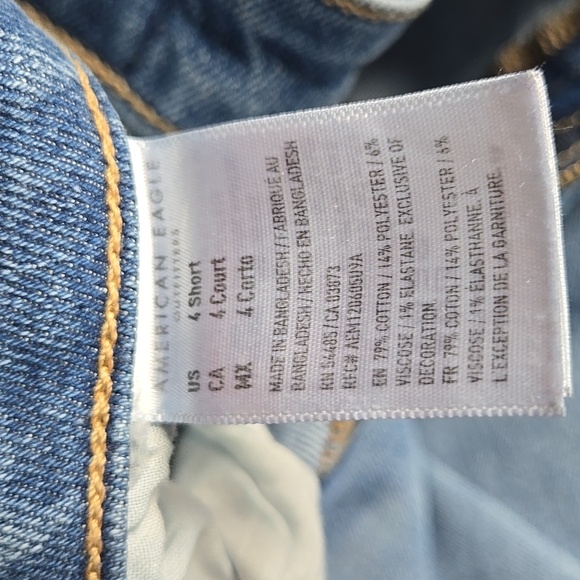 AMERICAN EAGLE
OUTFITTERS
US 4 Short
CA 4 Court
MX 4 Corto
MADE IN BANGLADESH / FABRIQUÉ AU
BANGLADESH / HECHO EN BANGLADESH
RN 54485 / CA 03873
RFC# AEM1206050U9A
EN 79% COTTON / 14% POLYESTER / 6%
VISCOSE / 1% ELASTANE. EXCLUSIVE OF
DECORATION.
FR 79% COTON / 14% POLYESTER / 6%
VISCOSE / 1% ÉLASTHANNE. À
L'EXCEPTION DE LA GARNITURE.